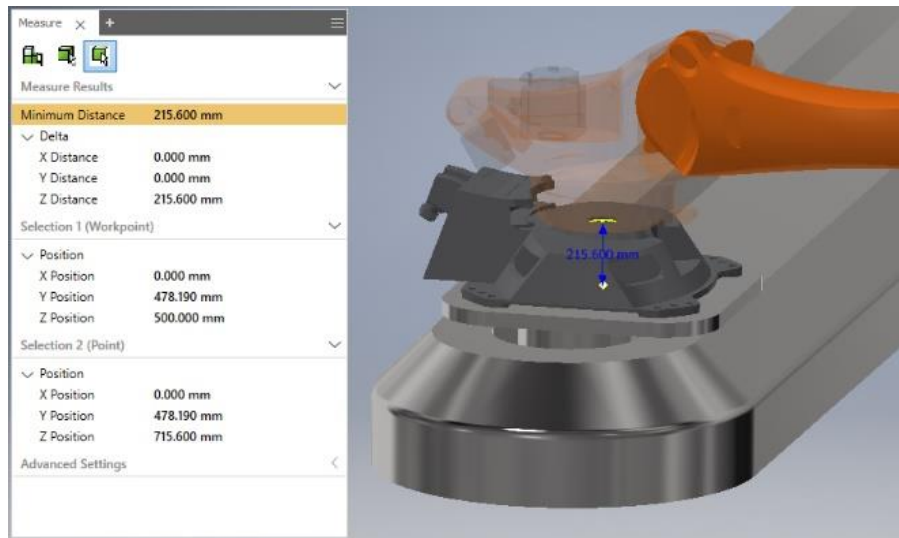 Measure × +
Measure Results
Minimum Distance 215.600 mm
Delta
X Distance 0.000 mm
Y Distance 0.000 mm
Z Distance 215.600 mm
Selection 1 (Workpoint)
Position
X Position 0.000 mm
Y Position 478.190 mm
Z Position 500.000 mm
Selection 2 (Point)
Position
X Position 0.000 mm
Y Position 478.190 mm
Z Position 715.600 mm
Advanced Settings
215.600 mm